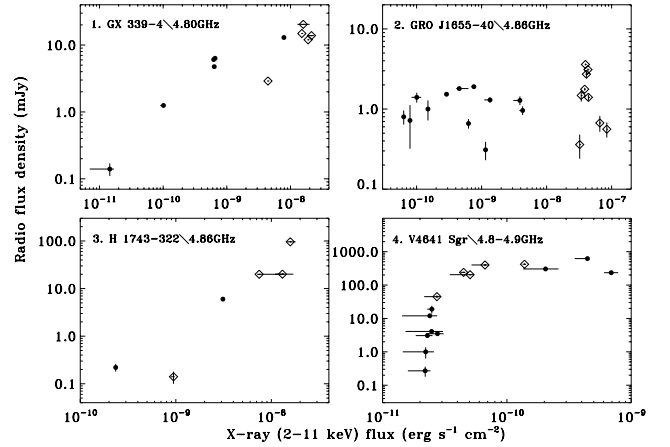 1. GX 339-4\4.80GHz
10.0
1.0
0.1
10⁻¹¹ 10⁻¹⁰ 10⁻⁹ 10⁻⁸
2. GRO J1655-40\4.86GHz
10.0
1.0
0.1
10⁻¹⁰ 10⁻⁹ 10⁻⁸ 10⁻⁷
Radio flux density (mJy)
3. H 1743-322\4.86GHz
100.0
10.0
1.0
0.1
10⁻¹⁰ 10⁻⁹ 10⁻⁸
4. V4641 Sgr\4.8-4.9GHz
1000.0
100.0
10.0
1.0
0.1
10⁻¹¹ 10⁻¹⁰ 10⁻⁹
X-ray (2-11 keV) flux (erg s⁻¹ cm⁻²)